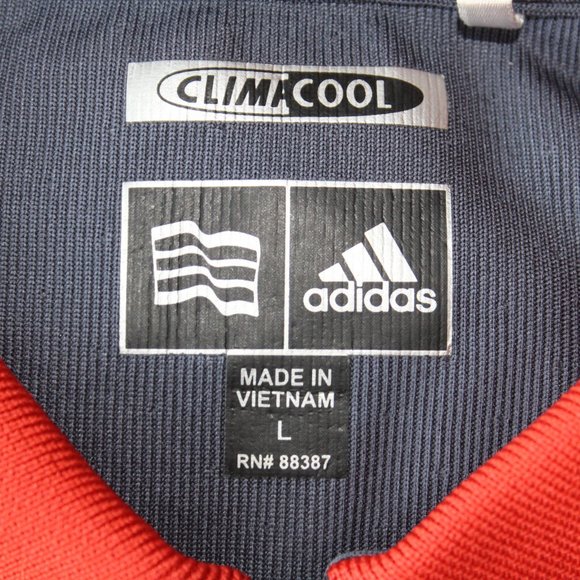 CLIMACOOL
adidas
MADE IN
VIETNAM
L
RN# 88387